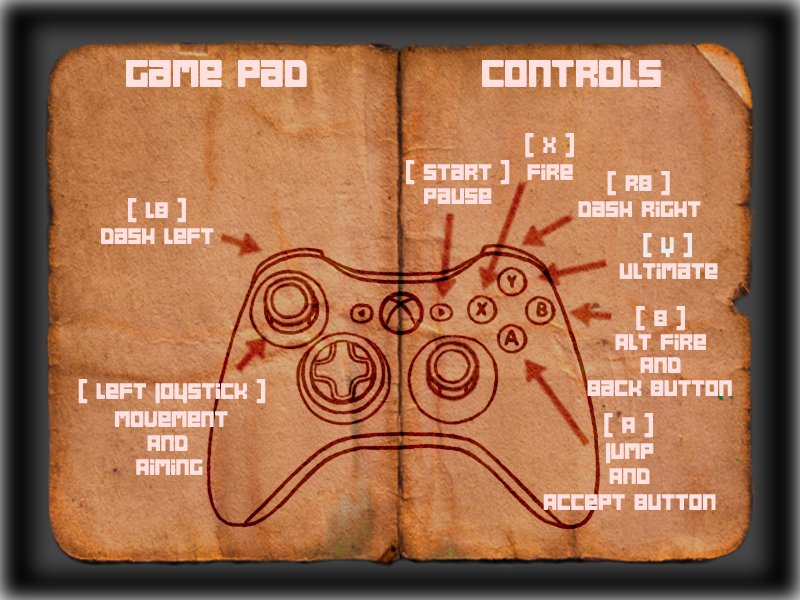 GAME PAD
CONTROLS
[ X ]
FIRE
[ START ]
PAUSE
[ RB ]
DASH RIGHT
[ LB ]
DASH LEFT
[ Y ]
ULTIMATE
[ B ]
ALT FIRE
AND
BACK BUTTON
[ LEFT JOYSTICK ]
MOVEMENT
AND
AIMING
[ A ]
JUMP
AND
ACCEPT BUTTON
Y
X
B
A